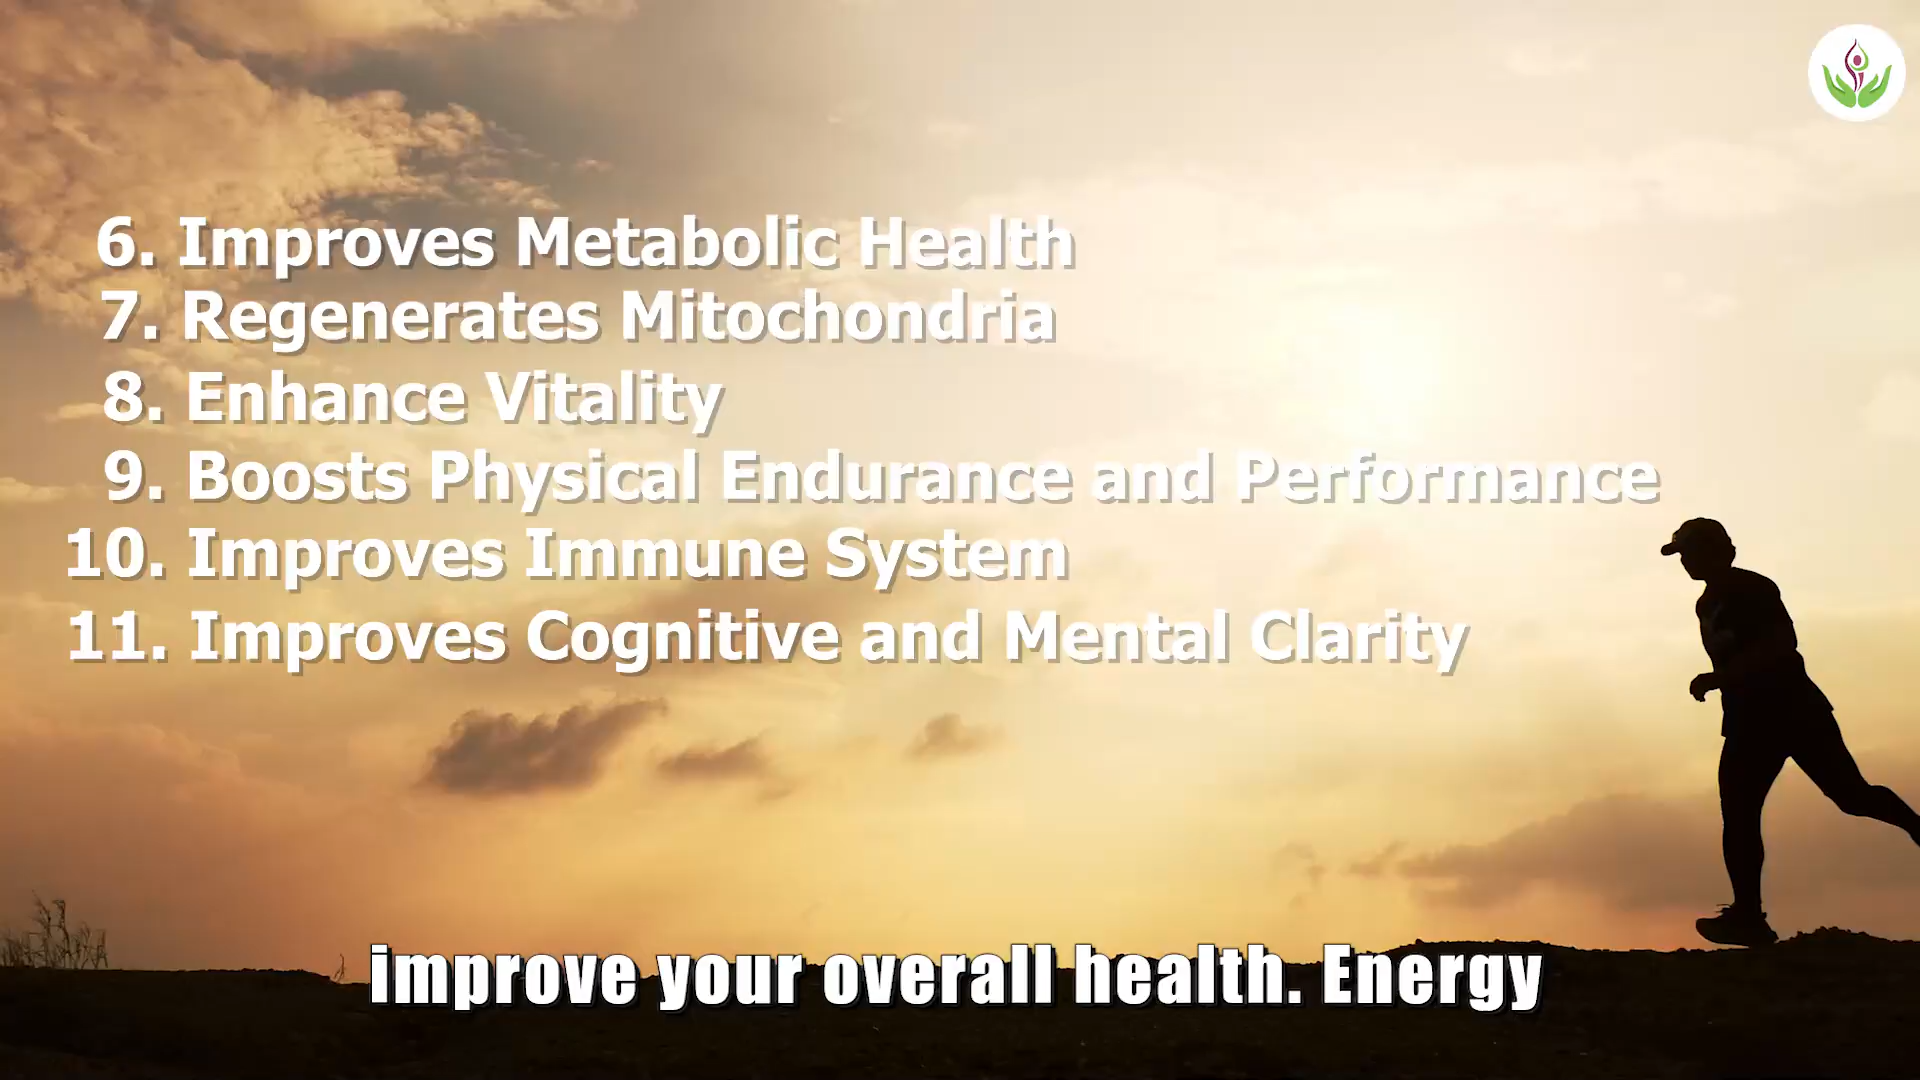 6. Improves Metabolic Health
7. Regenerates Mitochondria
8. Enhance Vitality
9. Boosts Physical Endurance and Performance
10. Improves Immune System
11. Improves Cognitive and Mental Clarity
improve your overall health. Energy